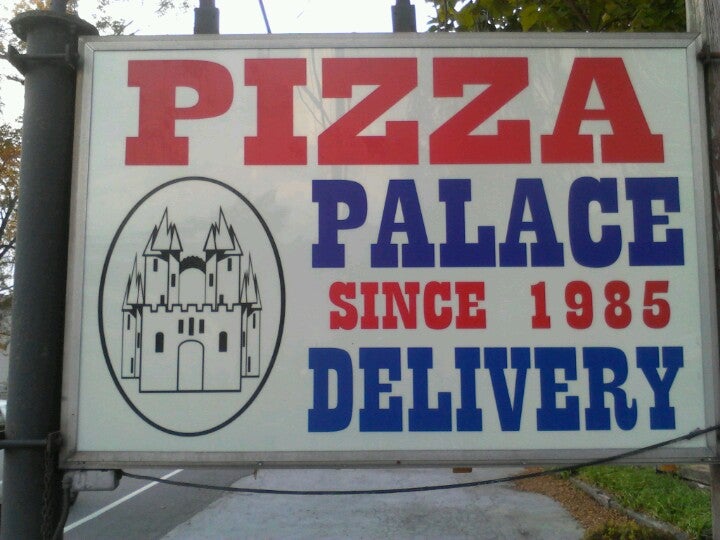 PIZZA
PALACE
SINCE 1985
DELIVERY